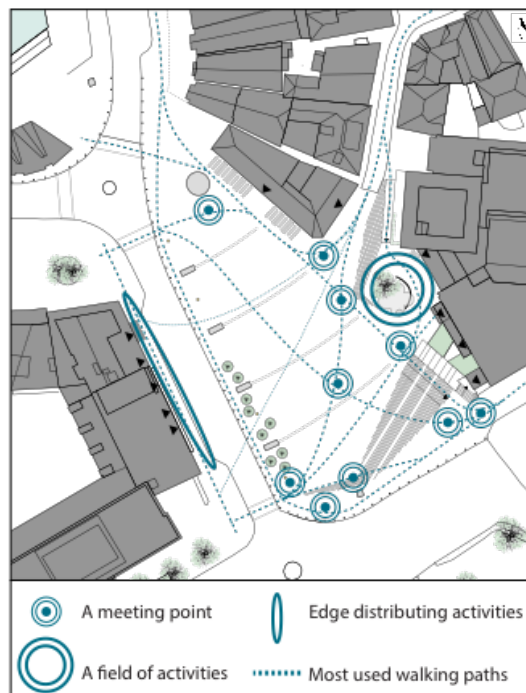 A meeting point
Edge distributing activities
A field of activities
Most used walking paths